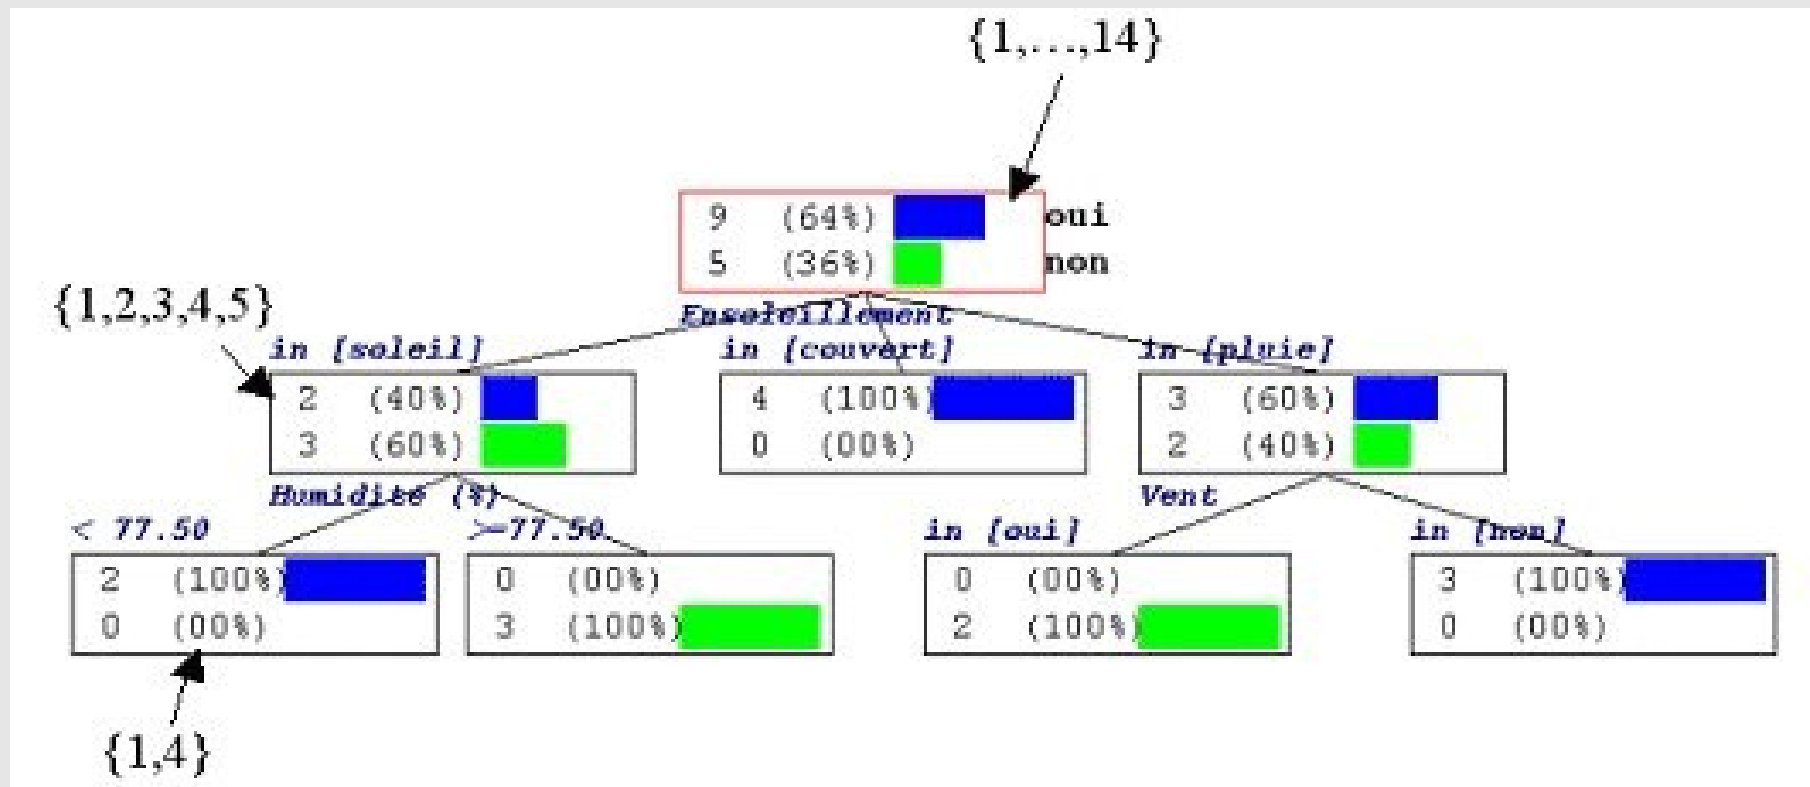 {1,…,14}
9 (64%) oui
5 (36%) non
{1,2,3,4,5}
Ensoleillement
in [soleil] in [couvert] in [pluie]
2 (40%) 4 (100%) 3 (60%)
3 (60%) 0 (00%) 2 (40%)
Humidité (%) Vent
< 77.50 >=77.50 in [oui] in [non]
2 (100%) 0 (00%) 0 (00%) 3 (100%)
0 (00%) 3 (100%) 2 (100%) 0 (00%)
{1,4}